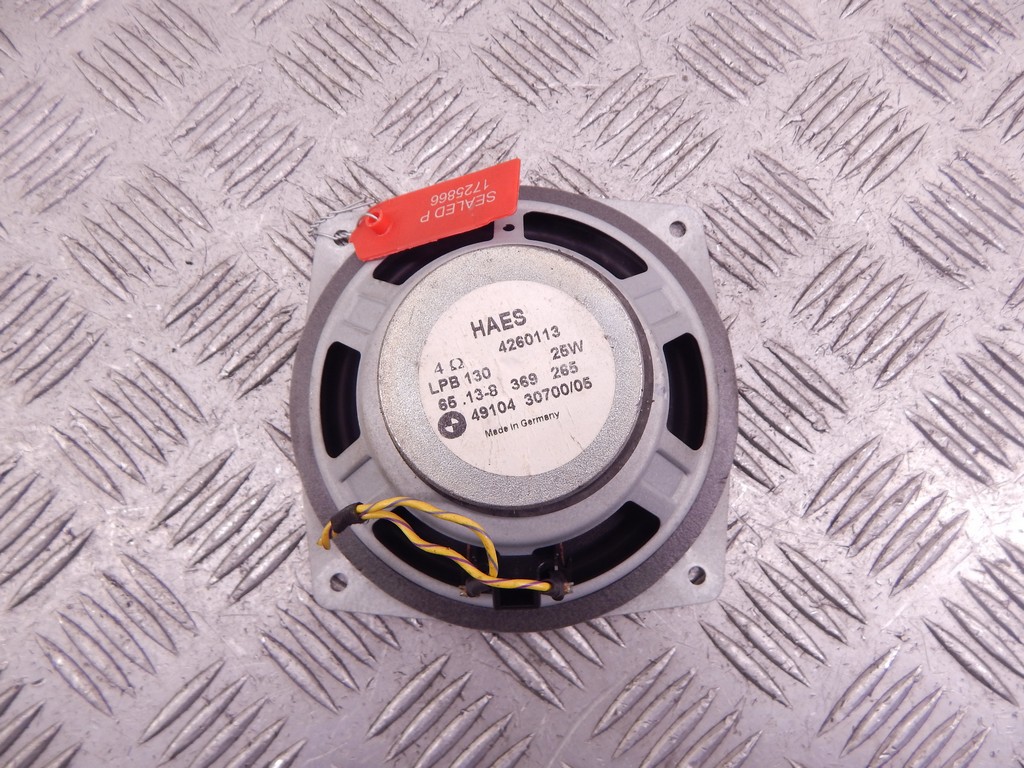 SEALED P
1725866
HAES
4260113
4 Ω 25W
LPB 130
65 .13-8 369 265
49104 30700/05
Made in Germany